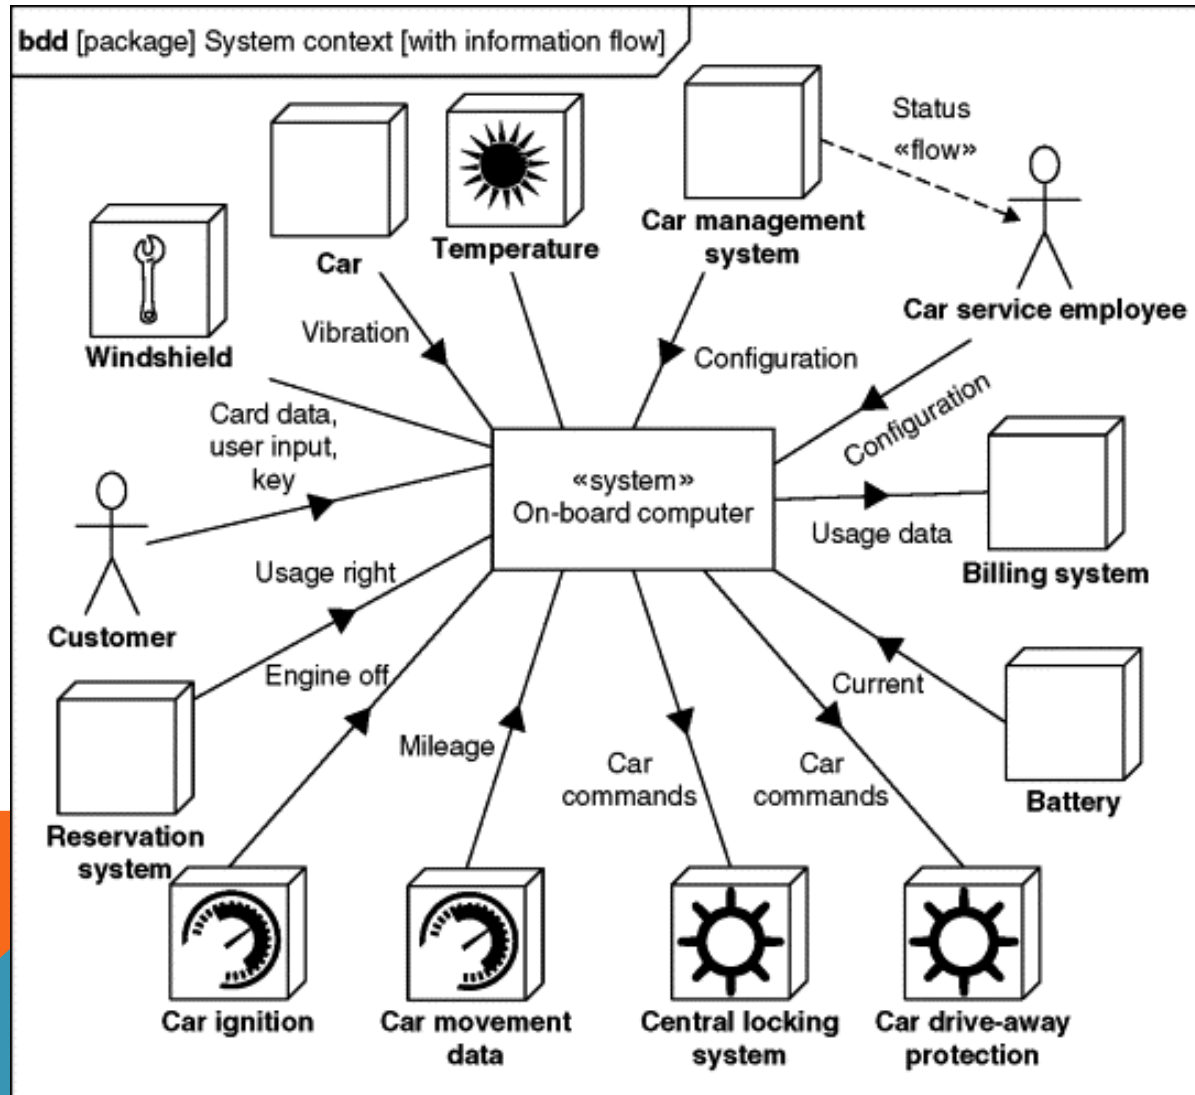 bdd [package] System context [with information flow]
Status
«flow»
Car management
system
Temperature
Car
Car service employee
Windshield
Vibration
Configuration
Configuration
Card data,
user input,
key
«system»
On-board computer
Usage data
Billing system
Usage right
Customer
Engine off
Current
Mileage
Car
commands
Car
commands
Battery
Reservation
system
Car ignition
Car movement
data
Central locking
system
Car drive-away
protection